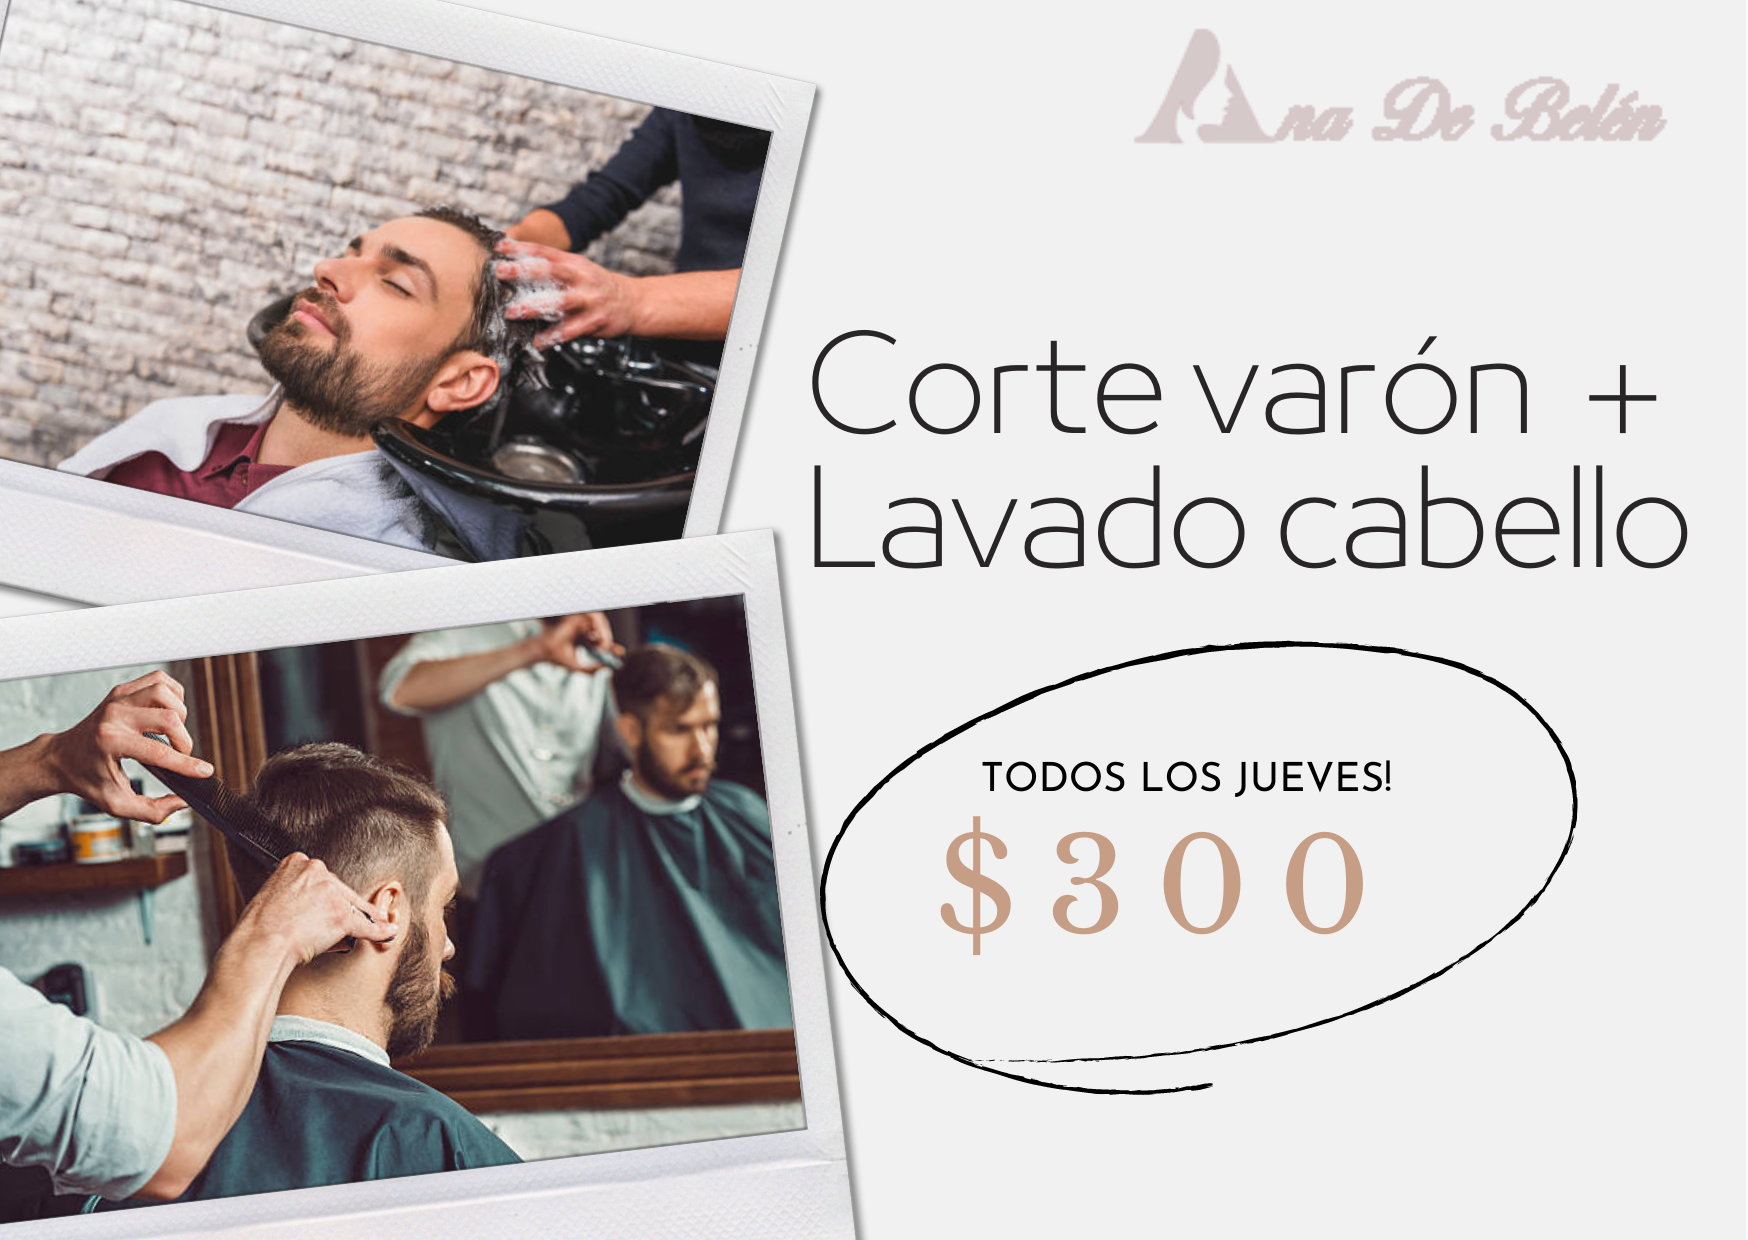 Ana De Belén
Corte varón +
Lavado cabello
TODOS LOS JUEVES!
$300